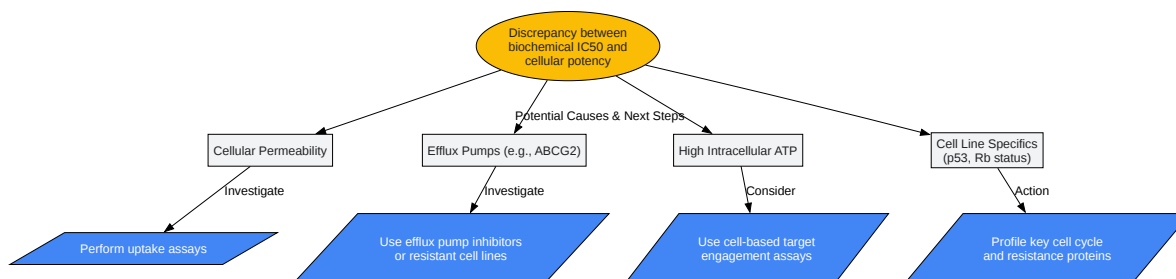 Discrepancy between
biochemical IC50 and
cellular potency
Potential Causes & Next Steps
Cellular Permeability
Efflux Pumps (e.g., ABCG2)
High Intracellular ATP
Cell Line Specifics
(p53, Rb status)
Investigate
Investigate
Consider
Action
Perform uptake assays
Use efflux pump inhibitors
or resistant cell lines
Use cell-based target
engagement assays
Profile key cell cycle
and resistance proteins